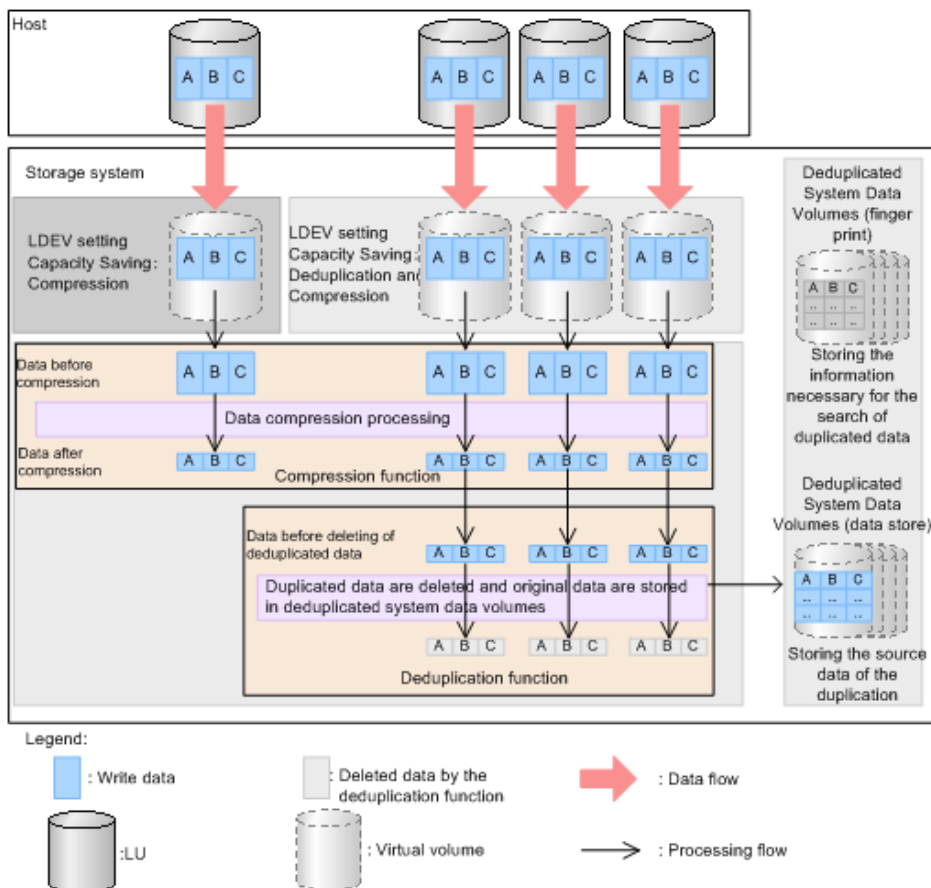 Host
A B C
A B C
A B C
A B C
Storage system
LDEV setting
Capacity Saving:
Compression
A B C
LDEV setting
Capacity Saving:
Deduplication and
Compression
A B C
A B C
A B C
Deduplicated
System Data
Volumes (finger
print)
A B C
.. .. ..
.. .. ..
Storing the
information
necessary for the
search of
duplicated data
Data before
compression
A B C
A B C
A B C
A B C
Data compression processing
Data after
compression
A B C
A B C
A B C
A B C
Compression function
Deduplicated
System Data
Volumes (data store)
A B C
.. .. ..
.. .. ..
Storing the source
data of the
duplication
Data before deleting of
deduplicated data
A B C
A B C
A B C
Duplicated data are deleted and original data are stored
in deduplicated system data volumes
A B C
A B C
A B C
Deduplication function
Legend:
: Write data
: Deleted data by the
deduplication function
: Data flow
:LU
: Virtual volume
: Processing flow